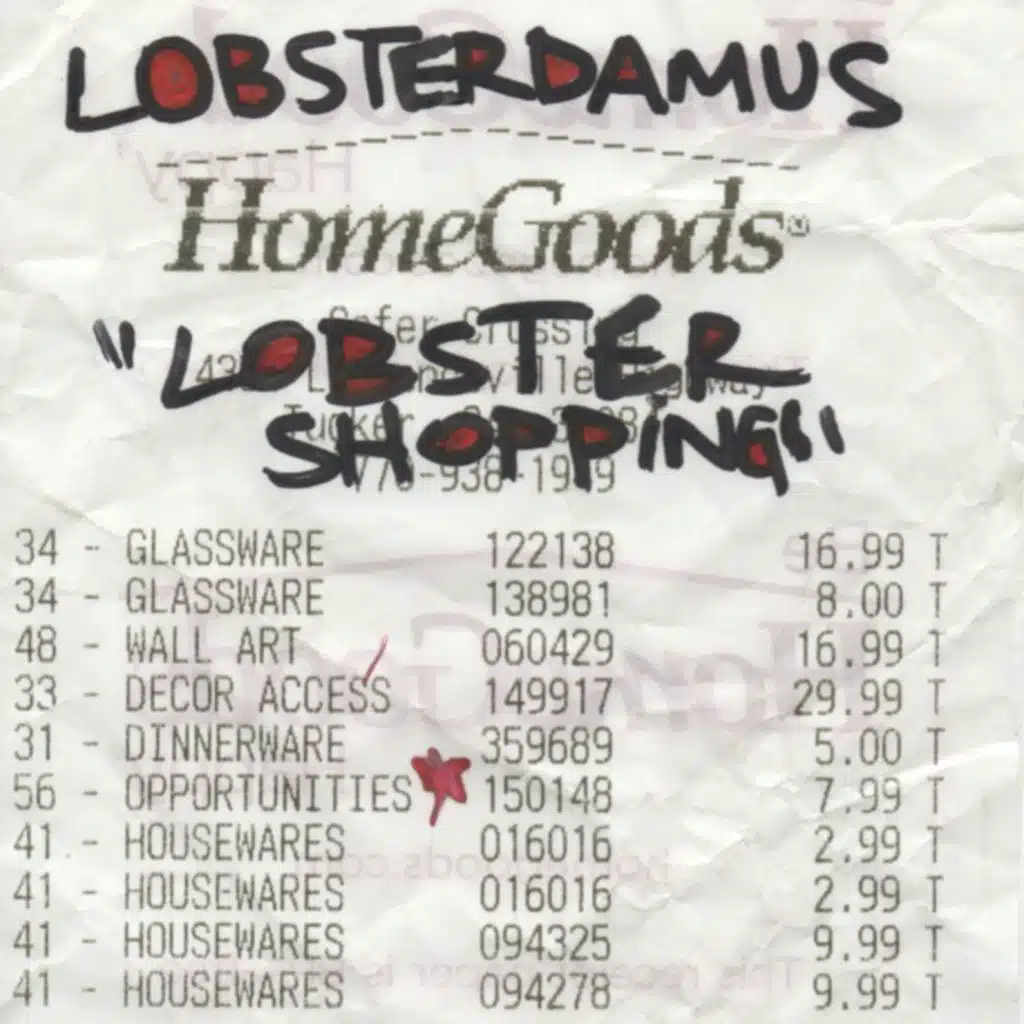 LOBSTERDAMUS
HomeGoods
"LOBSTER
SHOPPING"
34 - GLASSWARE 122138 16.99 T
34 - GLASSWARE 138981 8.00 T
48 - WALL ART 060429 16.99 T
33 - DECOR ACCESS 149917 29.99 T
31 - DINNERWARE 359689 5.00 T
56 - OPPORTUNITIES 150148 7.99 T
41 - HOUSEWARES 016016 2.99 T
41 - HOUSEWARES 016016 2.99 T
41 - HOUSEWARES 094325 9.99 T
41 - HOUSEWARES 094278 9.99 T